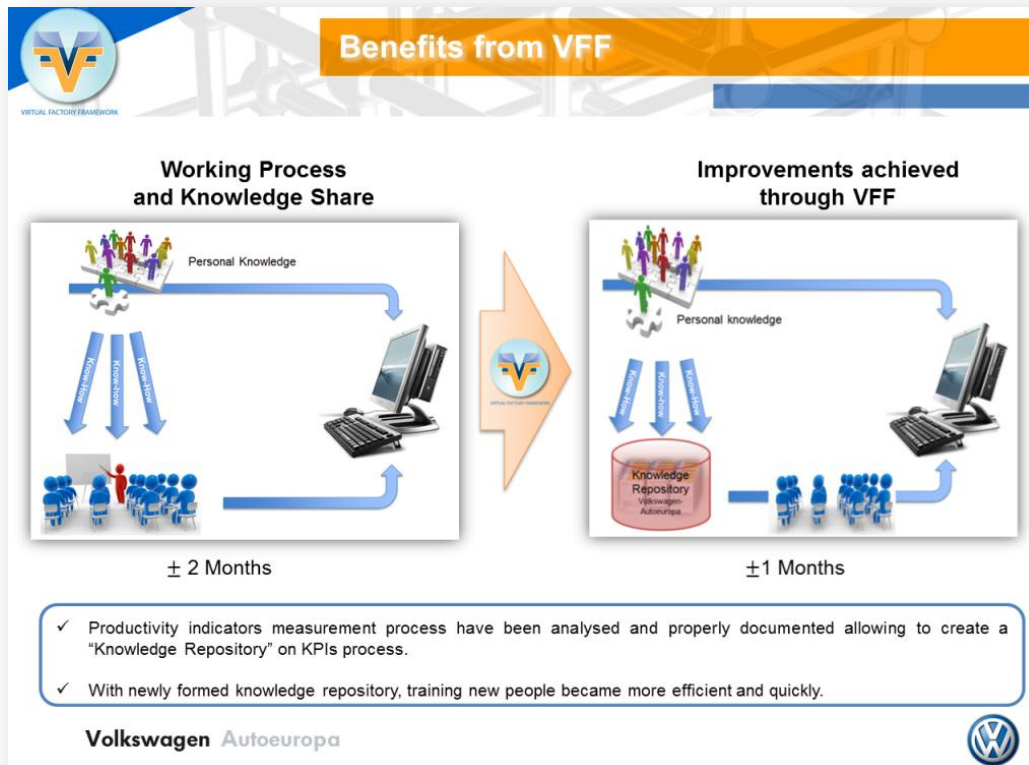 Benefits from VFF
VIRTUAL FACTORY FRAMEWORK
Working Process
and Knowledge Share
Improvements achieved
through VFF
Personal Knowledge
Know-How
Know-how
Know-How
Personal knowledge
Know-How
Know-how
Know-How
VIRTUAL FACTORY FRAMEWORK
Knowledge
Repository
Volkswagen-
Autoeuropa
± 2 Months
±1 Months
✓ Productivity indicators measurement process have been analysed and properly documented allowing to create a
“Knowledge Repository” on KPIs process.
✓ With newly formed knowledge repository, training new people became more efficient and quickly.
Volkswagen Autoeuropa